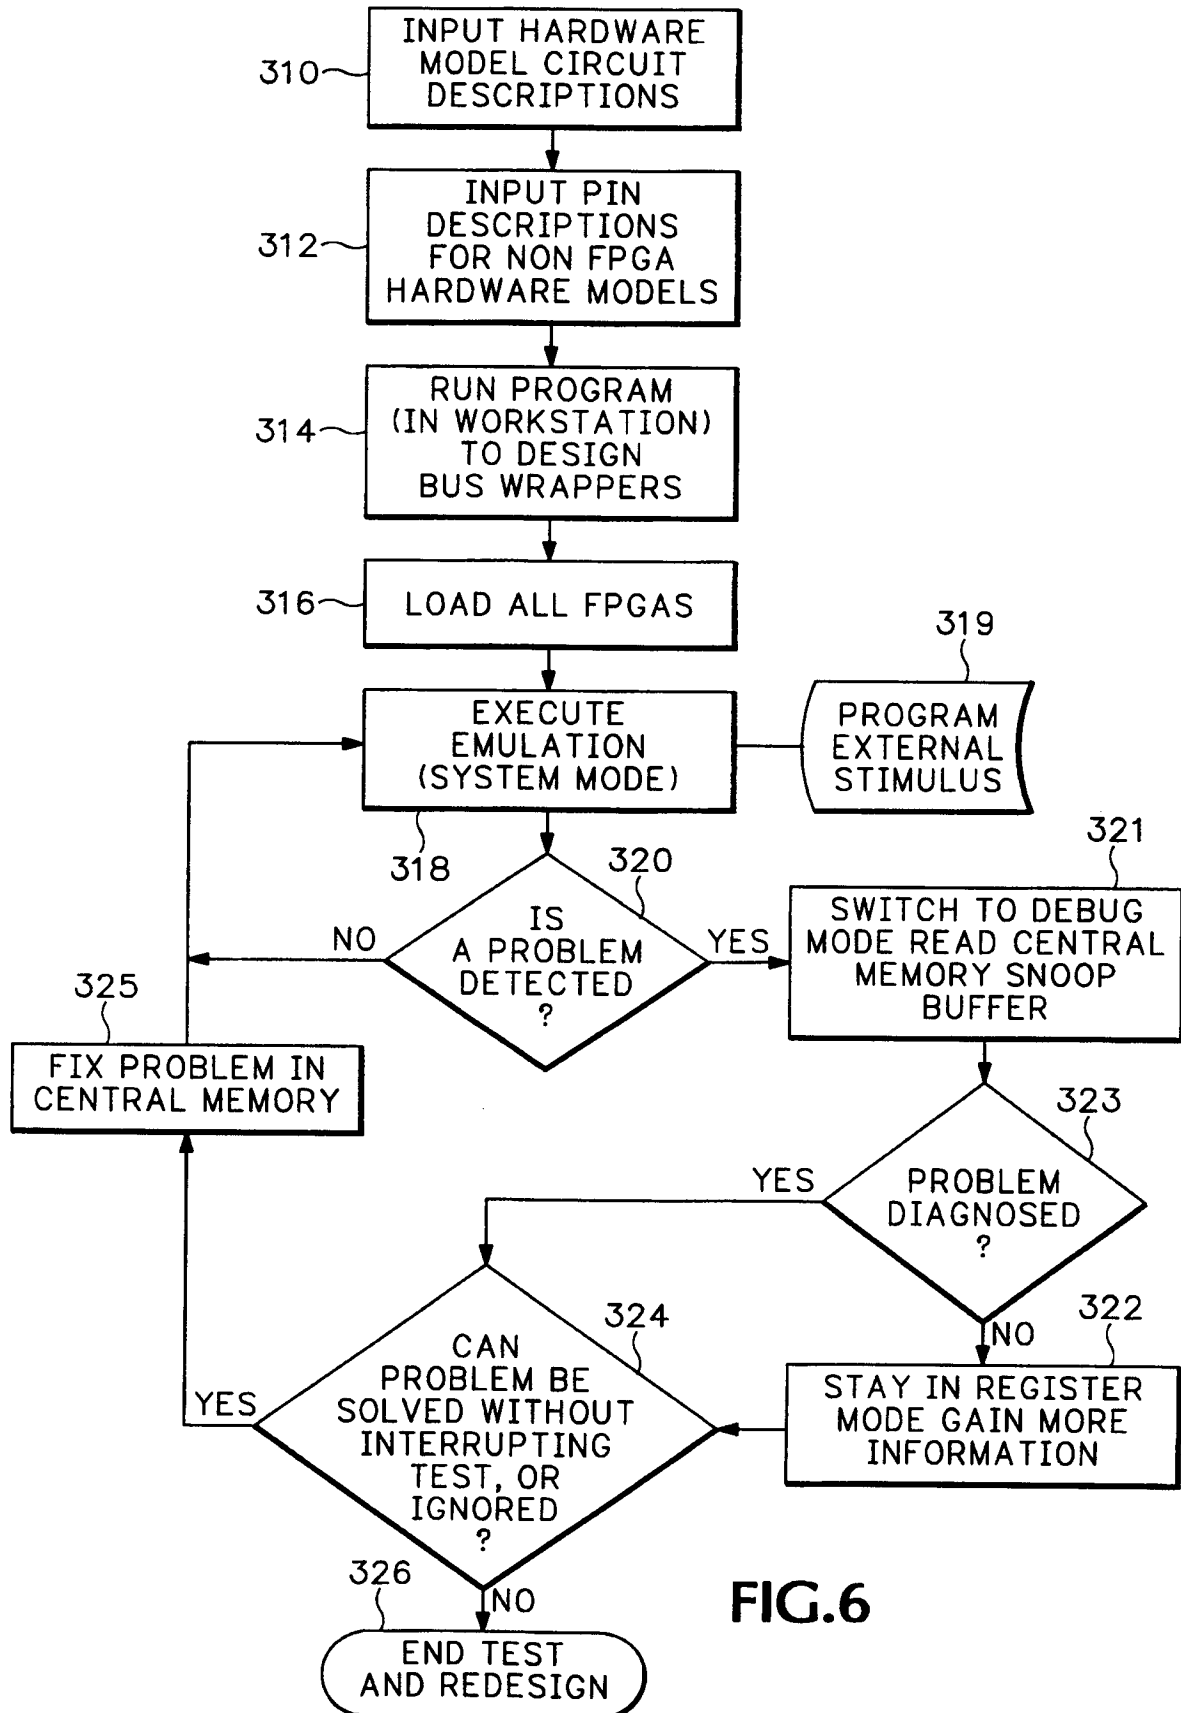 INPUT HARDWARE
MODEL CIRCUIT
DESCRIPTIONS
310
INPUT PIN
DESCRIPTIONS
FOR NON FPGA
HARDWARE MODELS
312
RUN PROGRAM
(IN WORKSTATION)
TO DESIGN
BUS WRAPPERS
314
LOAD ALL FPGAS
316
319
EXECUTE
EMULATION
(SYSTEM MODE)
318
PROGRAM
EXTERNAL
STIMULUS
320
IS
A PROBLEM
DETECTED
?
NO
YES
321
SWITCH TO DEBUG
MODE READ CENTRAL
MEMORY SNOOP
BUFFER
325
FIX PROBLEM IN
CENTRAL MEMORY
323
PROBLEM
DIAGNOSED
?
YES
NO
322
STAY IN REGISTER
MODE GAIN MORE
INFORMATION
324
CAN
PROBLEM BE
SOLVED WITHOUT
INTERRUPTING
TEST, OR
IGNORED
?
YES
NO
326
END TEST
AND REDESIGN
FIG.6